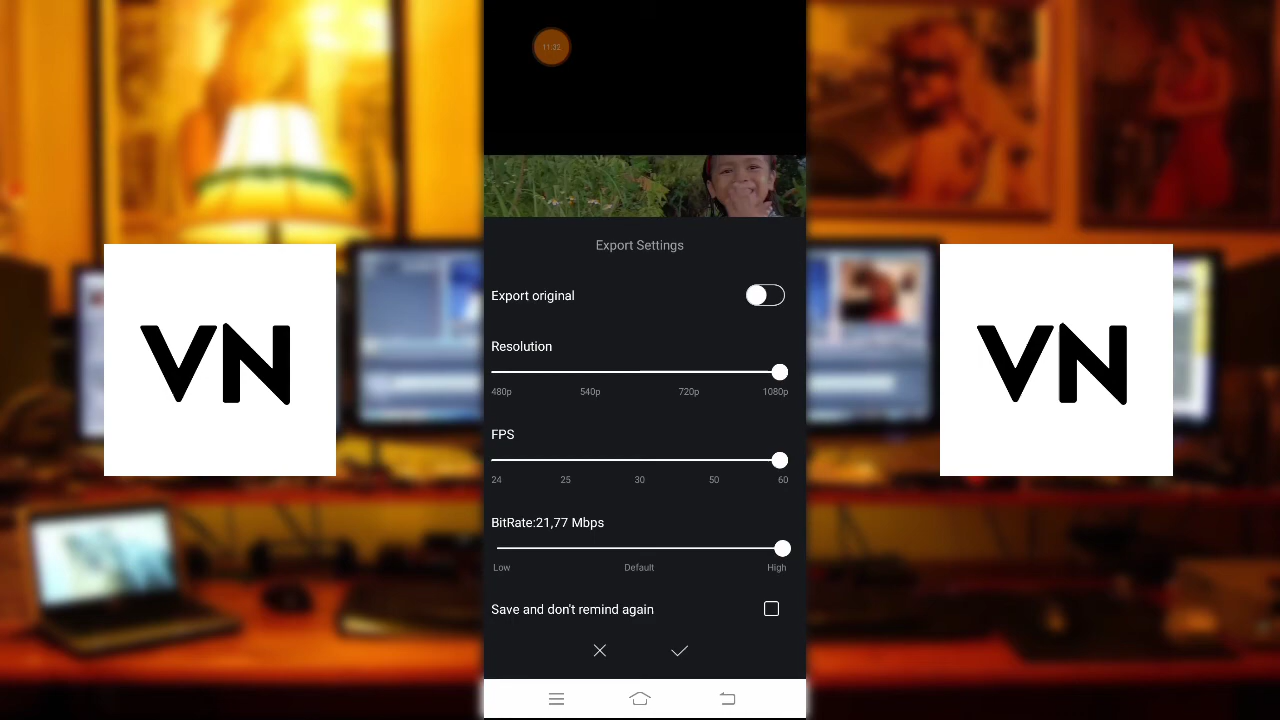 11:32
Export Settings
Export original
Resolution
480p 540p 720p 1080p
FPS
24 25 30 50 60
BitRate:21,77 Mbps
Low Default High
Save and don't remind again
VN
VN